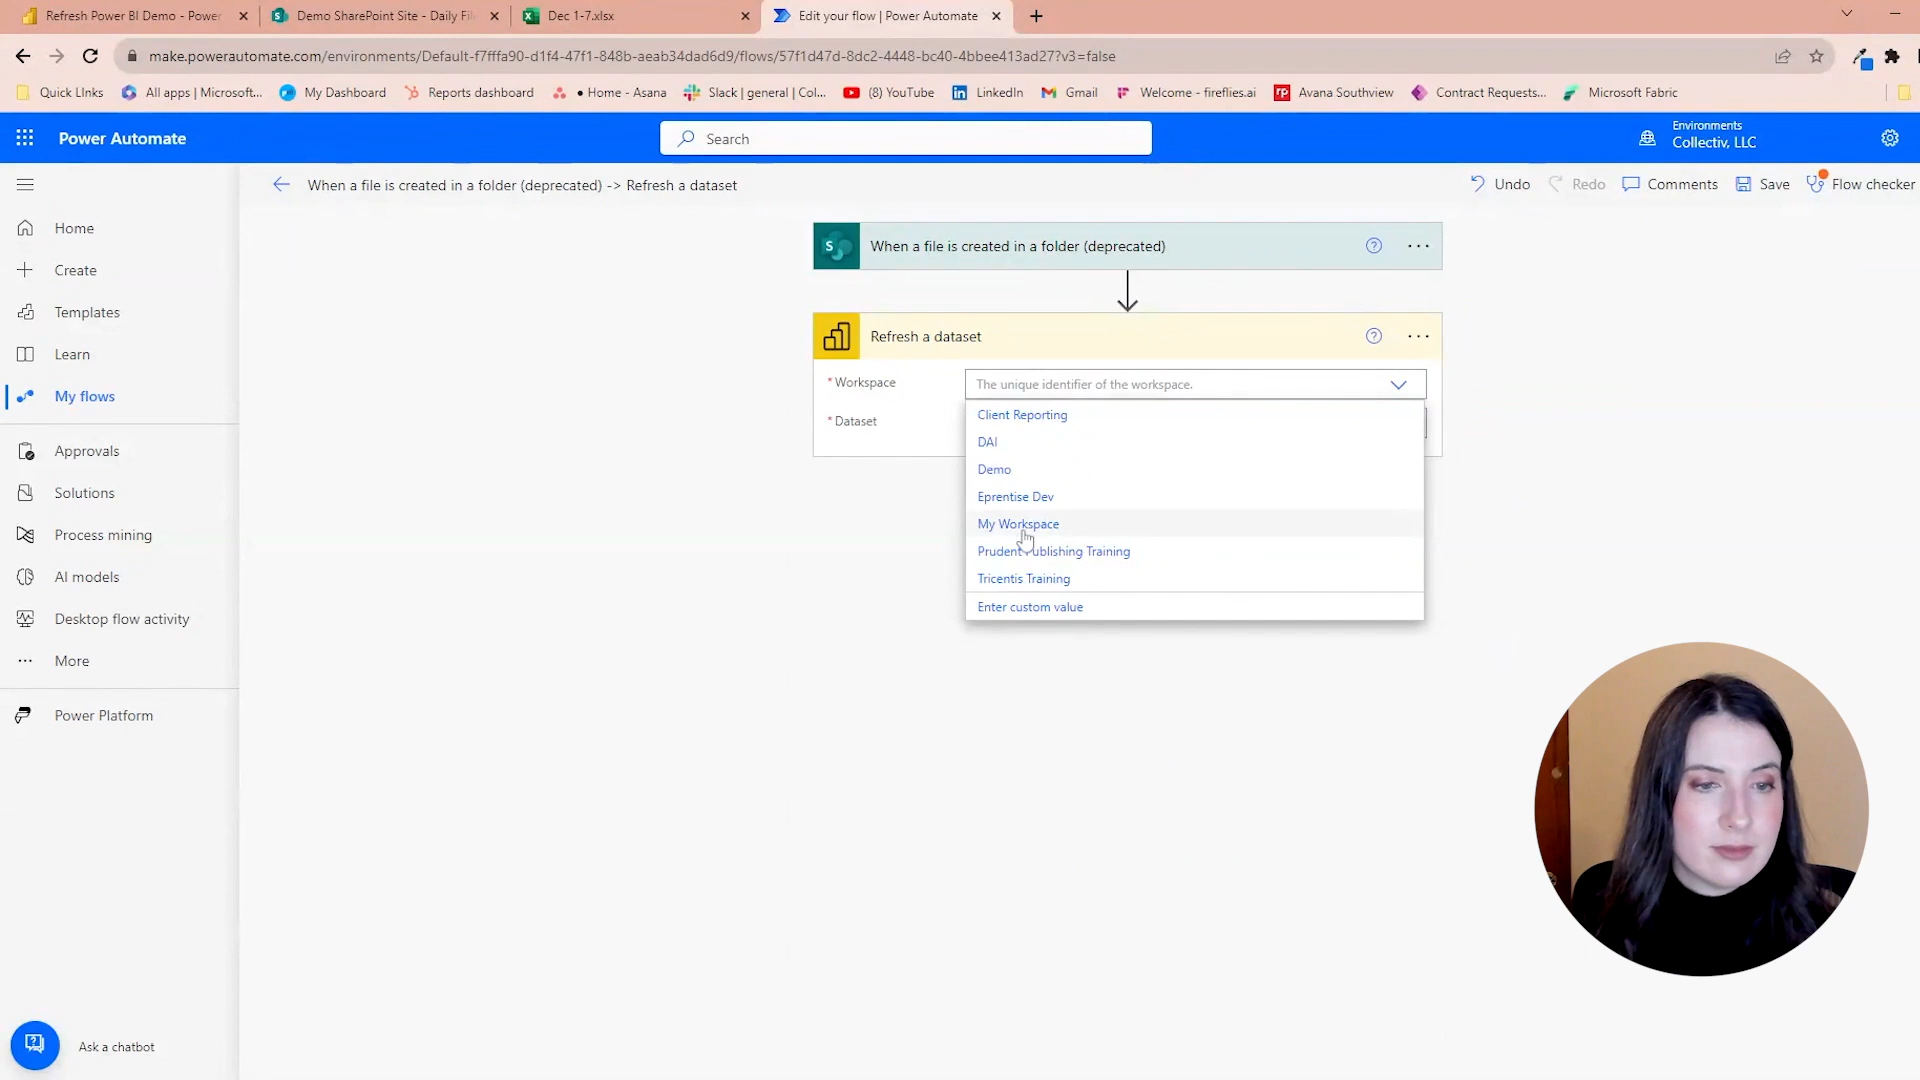 Refresh Power BI Demo - Power
Demo SharePoint Site - Daily Fil
Dec 1-7.xlsx
Edit your flow | Power Automate
make.powerautomate.com/environments/Default-f7fffa90-d1f4-47f1-848b-aeab34dad6d9/flows/57f1d47d-8dc2-4448-bc40-4bbee413ad27?v3=false
Quick LInks
All apps | Microsoft...
My Dashboard
Reports dashboard
• Home - Asana
Slack | general | Col...
(8) YouTube
LinkedIn
Gmail
Welcome - fireflies.ai
Avana Southview
Contract Requests...
Microsoft Fabric
Power Automate
Search
Environments
Collectiv, LLC
When a file is created in a folder (deprecated) -> Refresh a dataset
Undo
Redo
Comments
Save
Flow checker
Home
Create
Templates
Learn
My flows
Approvals
Solutions
Process mining
AI models
Desktop flow activity
More
Power Platform
Ask a chatbot
When a file is created in a folder (deprecated)
Refresh a dataset
* Workspace
The unique identifier of the workspace.
* Dataset
Client Reporting
DAI
Demo
Eprentise Dev
My Workspace
Prudent Publishing Training
Tricentis Training
Enter custom value